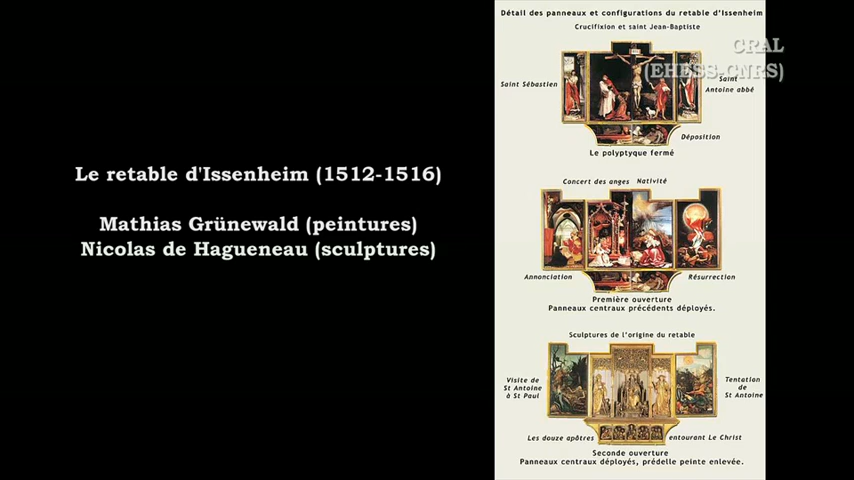 Le retable d'Issenheim (1512-1516)
Mathias Grünewald (peintures)
Nicolas de Hagueneau (sculptures)
Détail des panneaux et configurations du retable d'Issenheim
Crucifixion et saint Jean-Baptiste
CRAL
(EHESS-CNRS)
Saint Sébastien
Saint
Antoine abbé
Déposition
Le polyptyque fermé
Concert des anges
Nativité
Annonciation
Résurrection
Première ouverture
Panneaux centraux précédents déployés.
Sculptures de l'origine du retable
Visite de
St Antoine
à St Paul
Tentation
de
St Antoine
Les douze apôtres
entourant Le Christ
Seconde ouverture
Panneaux centraux déployés, prédelle peinte enlevée.